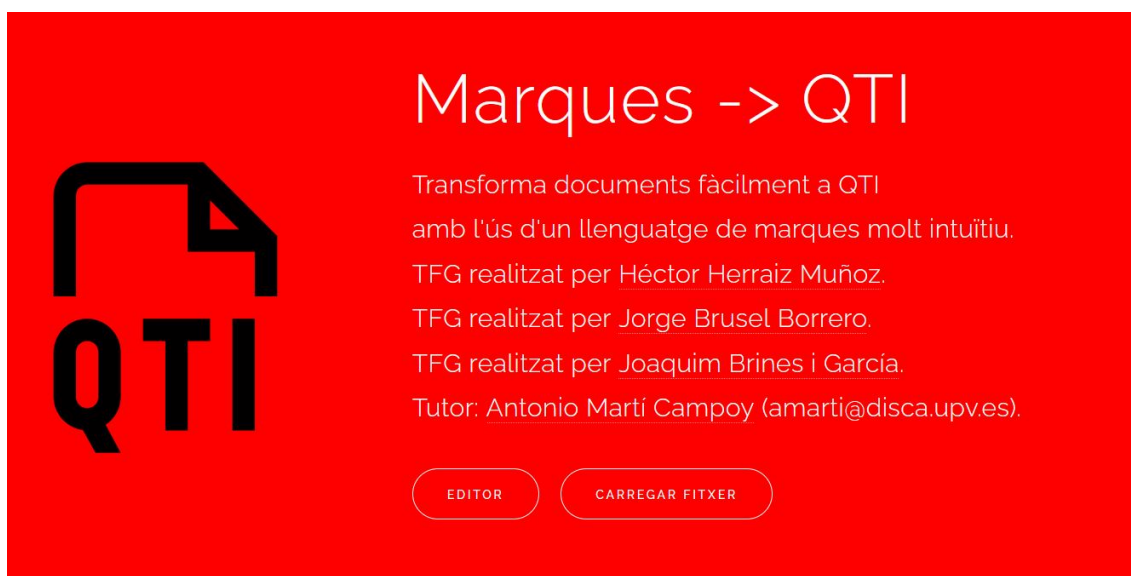 QTI
Marques -> QTI
Transforma documents fàcilment a QTI
amb l'ús d'un llenguatge de marques molt intuïtiu.
TFG realitzat per Héctor Herraiz Muñoz.
TFG realitzat per Jorge Brusel Borrero.
TFG realitzat per Joaquim Brines i García.
Tutor: Antonio Martí Campoy (amarti@disca.upv.es).
EDITOR
CARREGAR FITXER